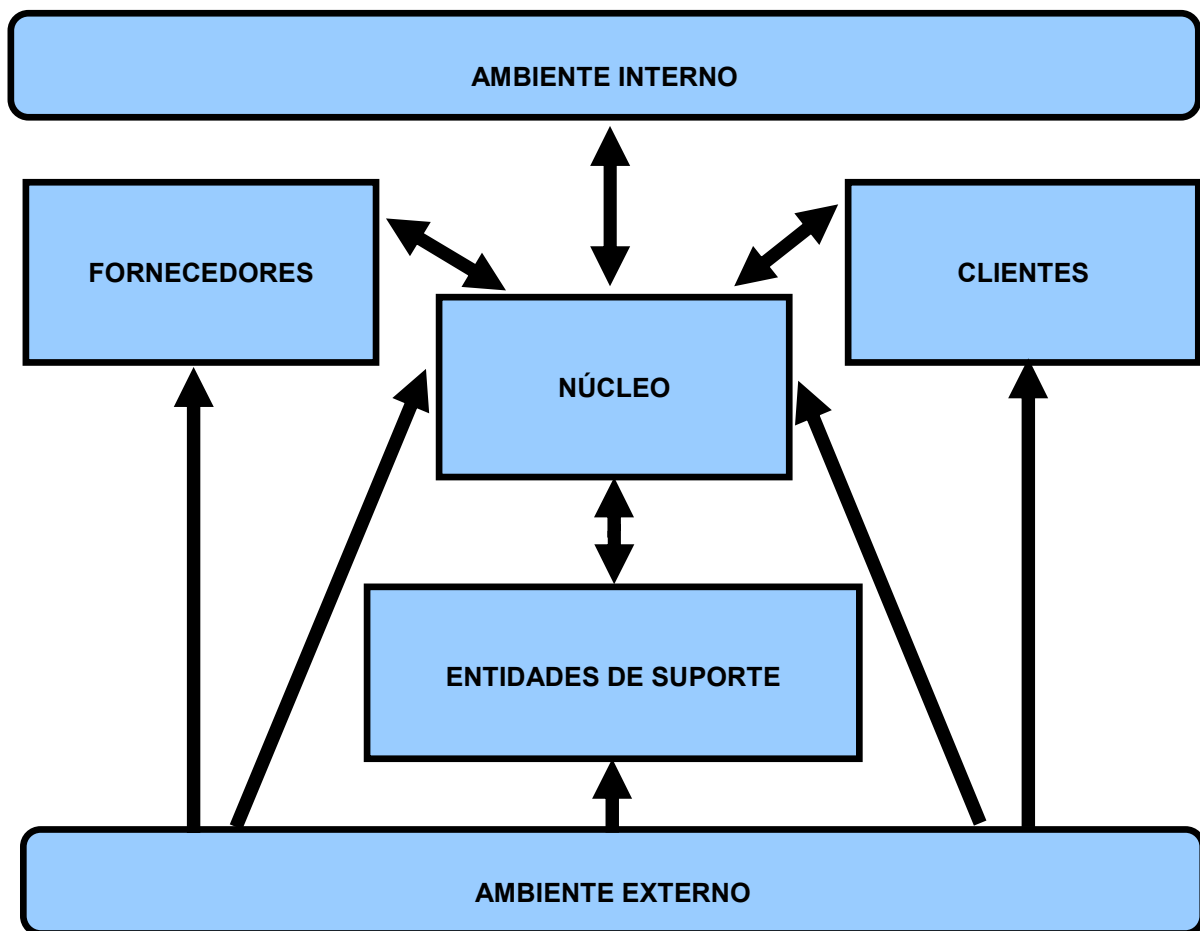 AMBIENTE INTERNO
FORNECEDORES
CLIENTES
NÚCLEO
ENTIDADES DE SUPORTE
AMBIENTE EXTERNO